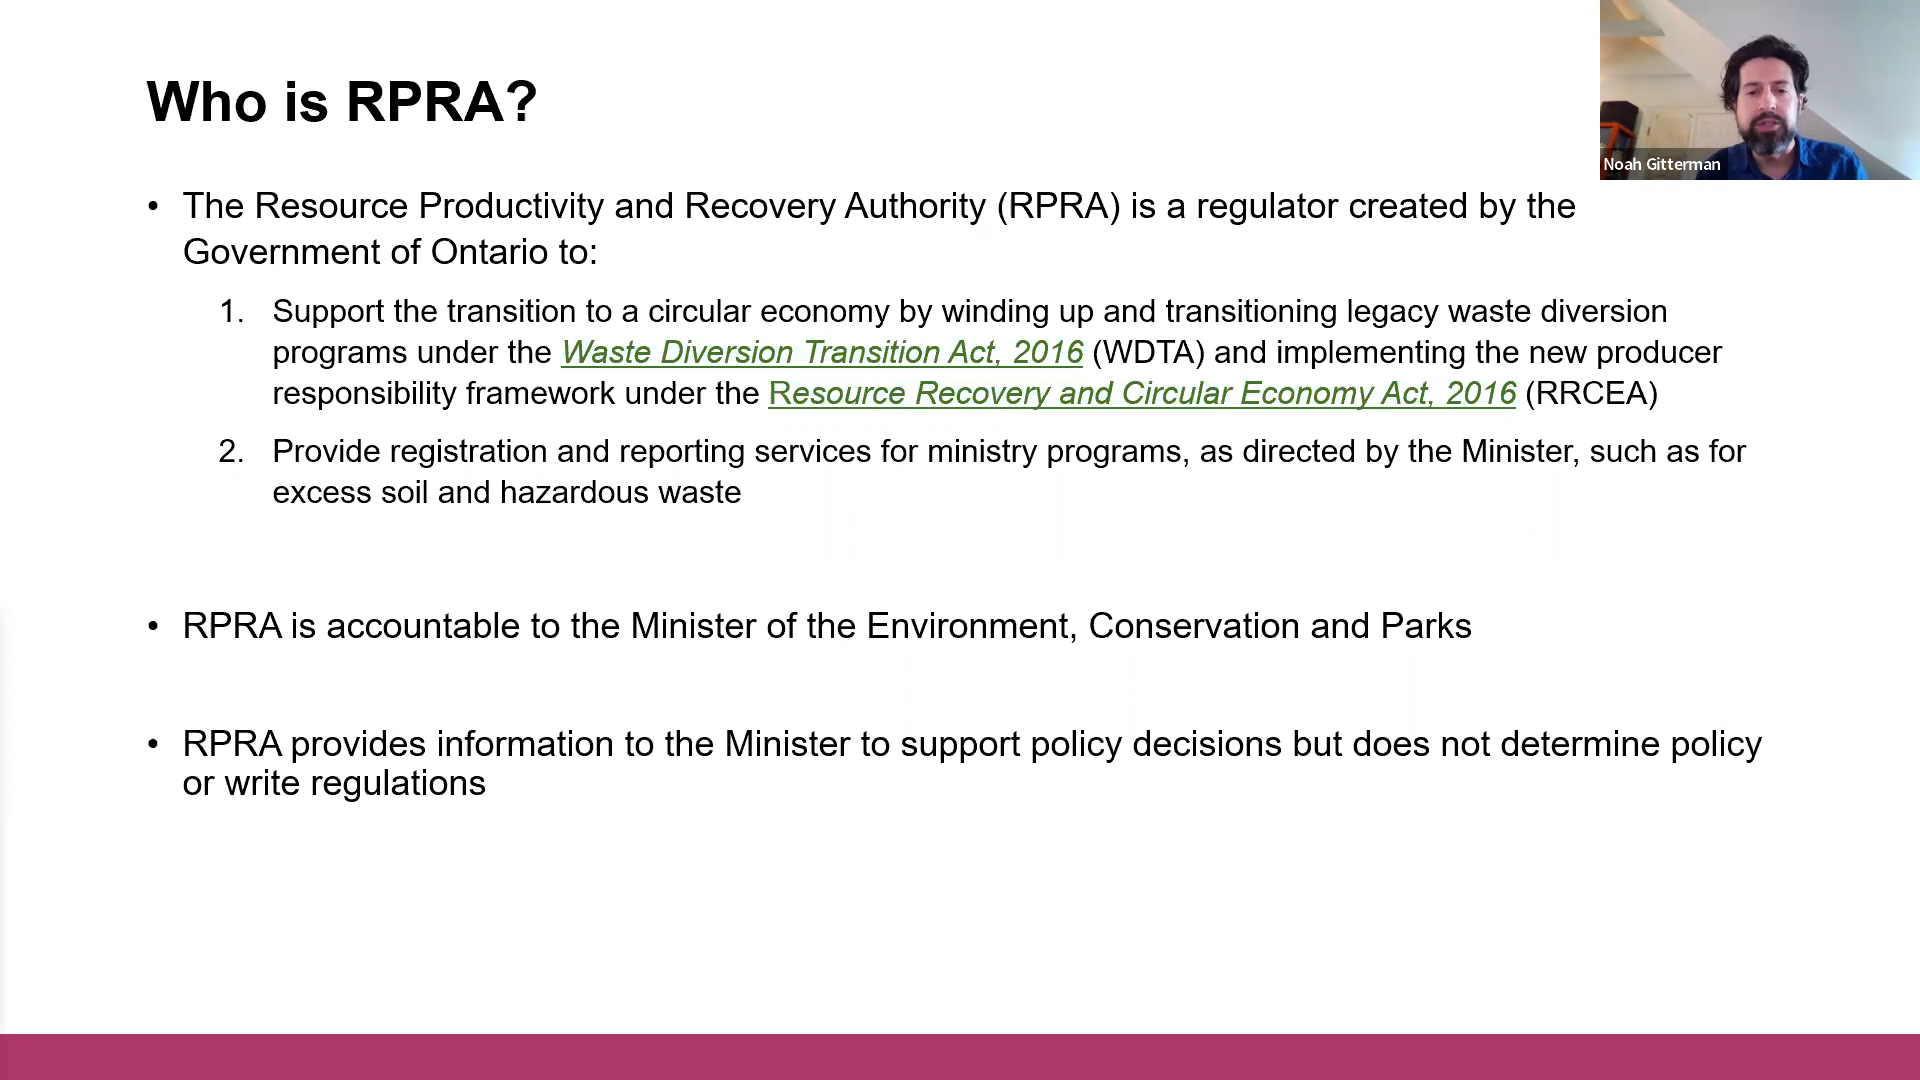 Who is RPRA?
Noah Gitterman
• The Resource Productivity and Recovery Authority (RPRA) is a regulator created by the
Government of Ontario to:
1. Support the transition to a circular economy by winding up and transitioning legacy waste diversion
programs under the Waste Diversion Transition Act, 2016 (WDTA) and implementing the new producer
responsibility framework under the Resource Recovery and Circular Economy Act, 2016 (RRCEA)
2. Provide registration and reporting services for ministry programs, as directed by the Minister, such as for
excess soil and hazardous waste
• RPRA is accountable to the Minister of the Environment, Conservation and Parks
• RPRA provides information to the Minister to support policy decisions but does not determine policy
or write regulations